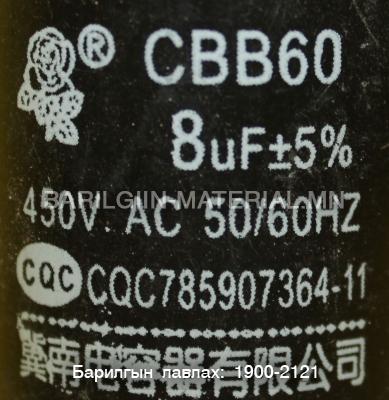 ® CBB60
8uF±5%
BARILGIIN-MATERIAL.MN
450V. AC 50/60HZ
CQC CQC785907364-11
冀南电容器有限公司
Барилгын лавлах: 1900-2121